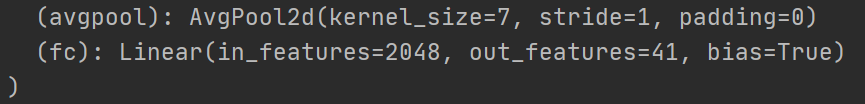 (avgpool): AvgPool2d(kernel_size=7, stride=1, padding=0)
(fc): Linear(in_features=2048, out_features=41, bias=True)
)